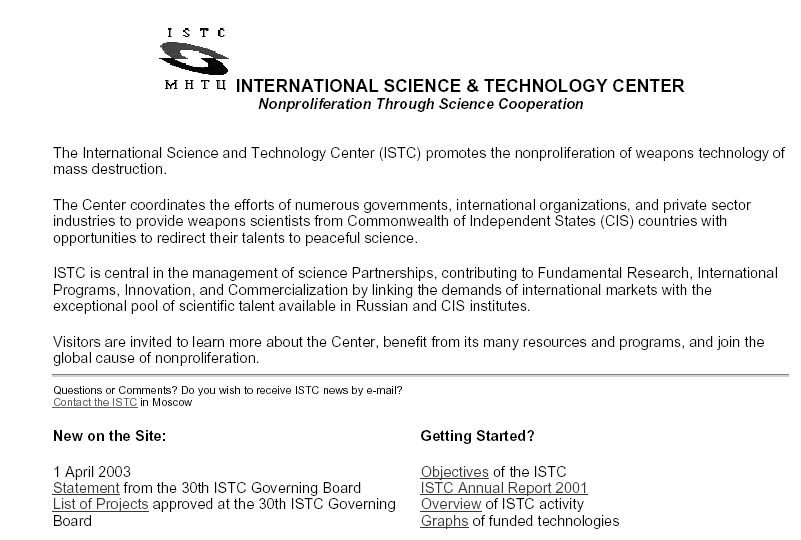 I S T C
М Н Т Ц
INTERNATIONAL SCIENCE & TECHNOLOGY CENTER
Nonproliferation Through Science Cooperation
The International Science and Technology Center (ISTC) promotes the nonproliferation of weapons technology of
mass destruction.
The Center coordinates the efforts of numerous governments, international organizations, and private sector
industries to provide weapons scientists from Commonwealth of Independent States (CIS) countries with
opportunities to redirect their talents to peaceful science.
ISTC is central in the management of science Partnerships, contributing to Fundamental Research, International
Programs, Innovation, and Commercialization by linking the demands of international markets with the
exceptional pool of scientific talent available in Russian and CIS institutes.
Visitors are invited to learn more about the Center, benefit from its many resources and programs, and join the
global cause of nonproliferation.
Questions or Comments? Do you wish to receive ISTC news by e-mail?
Contact the ISTC in Moscow
New on the Site:
1 April 2003
Statement from the 30th ISTC Governing Board
List of Projects approved at the 30th ISTC Governing
Board
Getting Started?
Objectives of the ISTC
ISTC Annual Report 2001
Overview of ISTC activity
Graphs of funded technologies